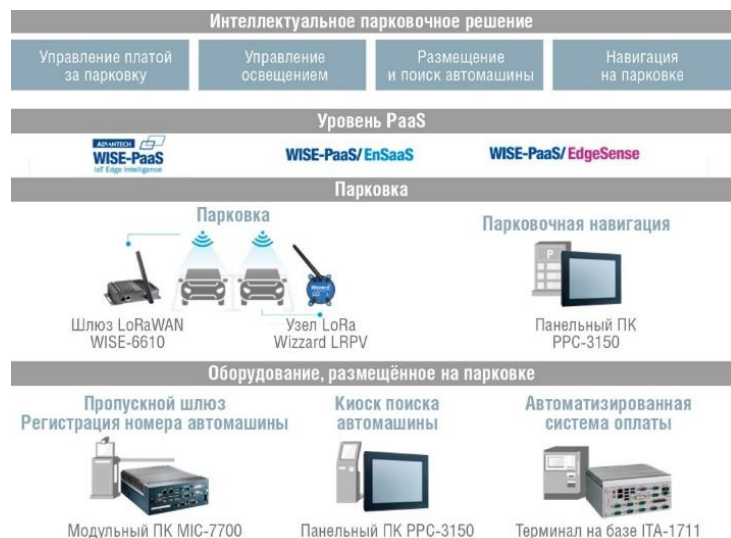 Интеллектуальное парковочное решение
Управление платой
за парковку
Управление
освещением
Размещение
и поиск автомашины
Навигация
на парковке
Уровень PaaS
ADVANTECH
WISE-PaaS
IoT Edge Intelligence
WISE-PaaS/EnSaaS
WISE-PaaS/EdgeSense
Парковка
Парковка
Парковочная навигация
P
Шлюз LoRaWAN
WISE-6610
Узел LoRa
Wizzard LRPV
Панельный ПК
PPC-3150
Оборудование, размещённое на парковке
Пропускной шлюз
Регистрация номера автомашины
Киоск поиска
автомашины
Автоматизированная
система оплаты
Модульный ПК MIC-7700
Панельный ПК PPC-3150
Терминал на базе ITA-1711